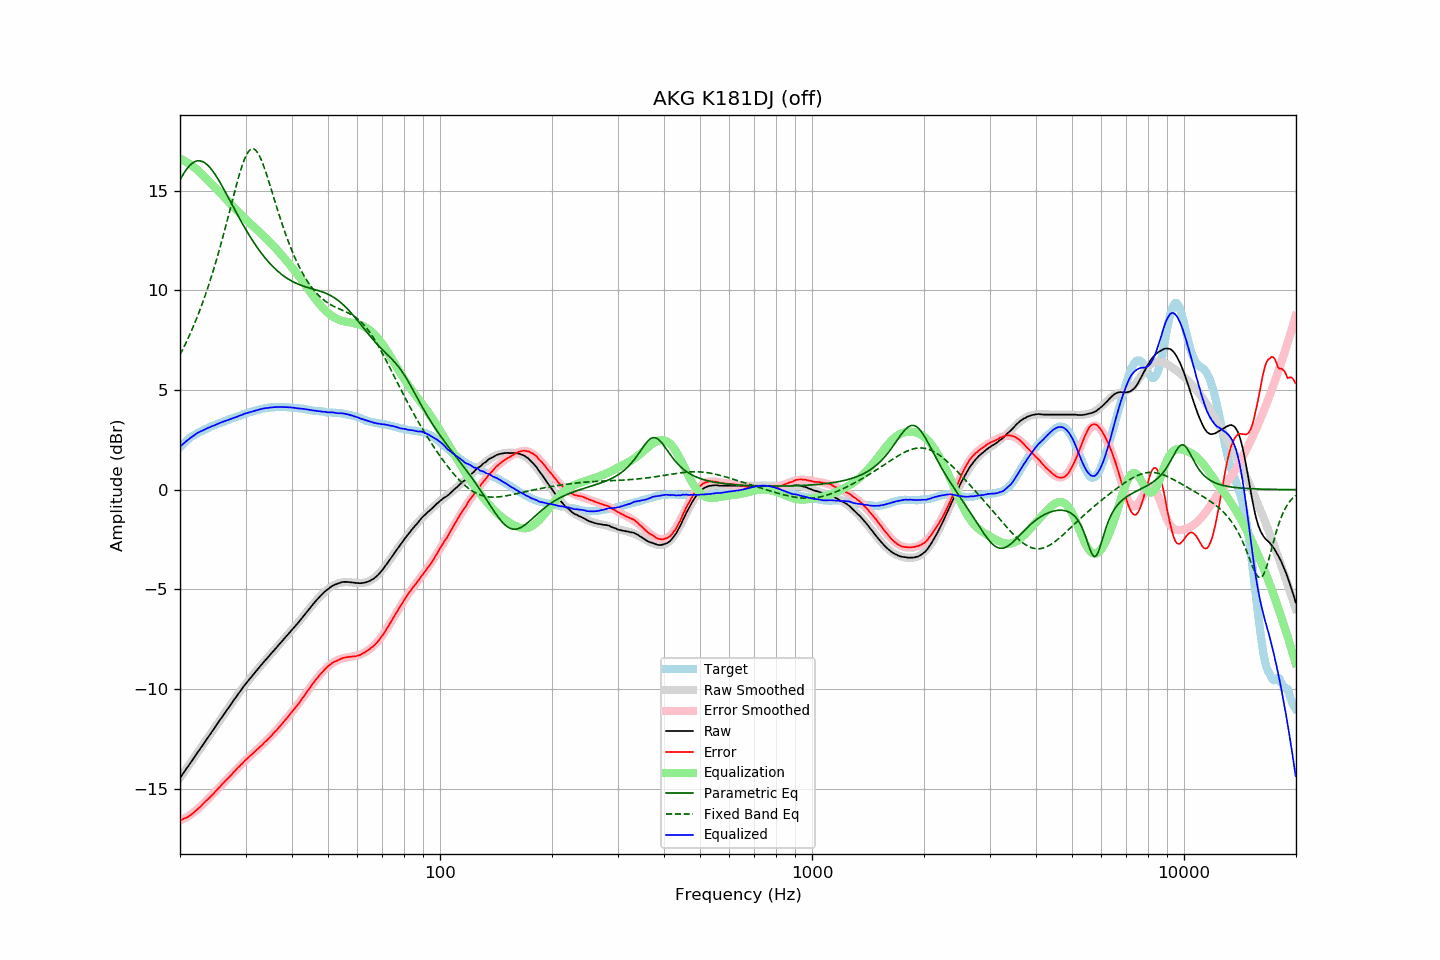 AKG K181DJ (off)
Amplitude (dBr)
15
10
5
0
−5
−10
−15
100
1000
10000
Frequency (Hz)
Target
Raw Smoothed
Error Smoothed
Raw
Error
Equalization
Parametric Eq
Fixed Band Eq
Equalized